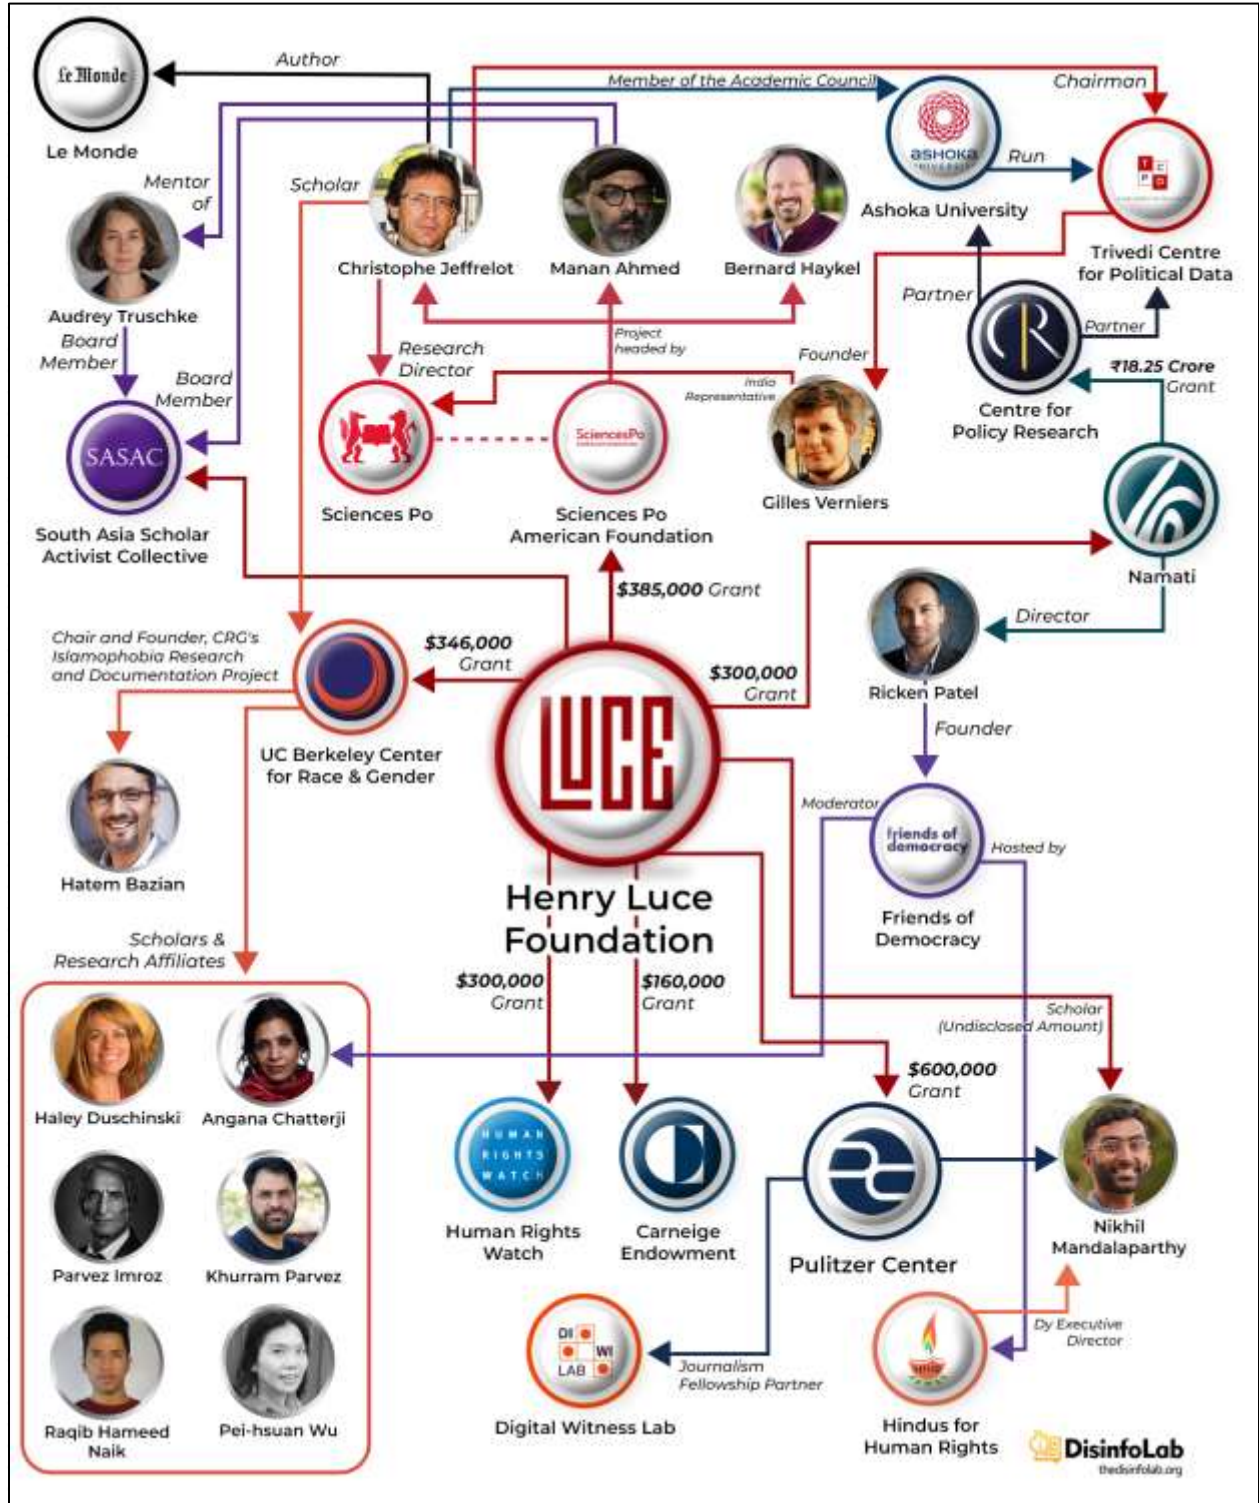 Le Monde
Author
Le Monde
Member of the Academic Council
Chairman
ASHOKA
UNIVERSITY
Run
Ashoka University
T
C
P
D
Trivedi Centre
for Political Data
Mentor
of
Scholar
Audrey Truschke
Christophe Jeffrelot
Manan Ahmed
Bernard Haykel
Partner
Partner
Board
Member
Board
Member
Research
Director
Project
headed by
Founder
India
Representative
₹18.25 Crore
Grant
Centre for
Policy Research
SASAC
South Asia Scholar
Activist Collective
Sciences Po
SciencesPo
Sciences Po
American Foundation
Gilles Verniers
Namati
$385,000 Grant
Director
Chair and Founder, CRG's
Islamophobia Research
and Documentation Project
$346,000
Grant
$300,000
Grant
Ricken Patel
Founder
UC Berkeley Center
for Race & Gender
LUCE
Hatem Bazian
Moderator
friends of
democracy
Hosted by
Friends of
Democracy
Henry Luce
Foundation
Scholars &
Research Affiliates
$300,000
Grant
$160,000
Grant
Scholar
(Undisclosed Amount)
$600,000
Grant
Haley Duschinski
Angana Chatterji
HUMAN
RIGHTS
WATCH
Human Rights
Watch
Carneige
Endowment
Pulitzer Center
Nikhil
Mandalaparthy
Parvez Imroz
Khurram Parvez
Raqib Hameed
Naik
Pei-hsuan Wu
DI
WI
LAB
Journalism
Fellowship Partner
Digital Witness Lab
Dy Executive
Director
Hindus for
Human Rights
DisinfoLab
thedisinfolab.org